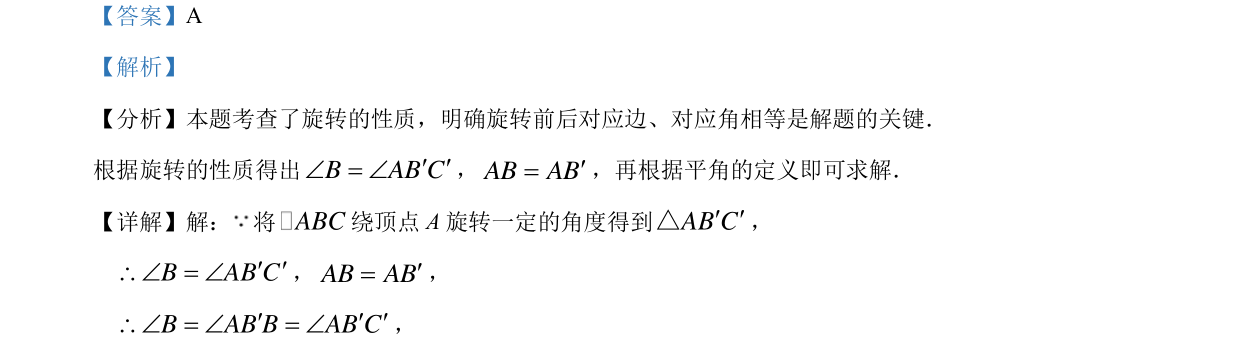 【答案】A
【解析】
【分析】本题考查了旋转的性质，明确旋转前后对应边、对应角相等是解题的关键．
根据旋转的性质得出∠B = ∠AB′C′， AB = AB′，再根据平角的定义即可求解．
【详解】解：∵将□ABC 绕顶点 A 旋转一定的角度得到△AB′C′，
∴∠B = ∠AB′C′， AB = AB′，
∴∠B = ∠AB′B = ∠AB′C′，